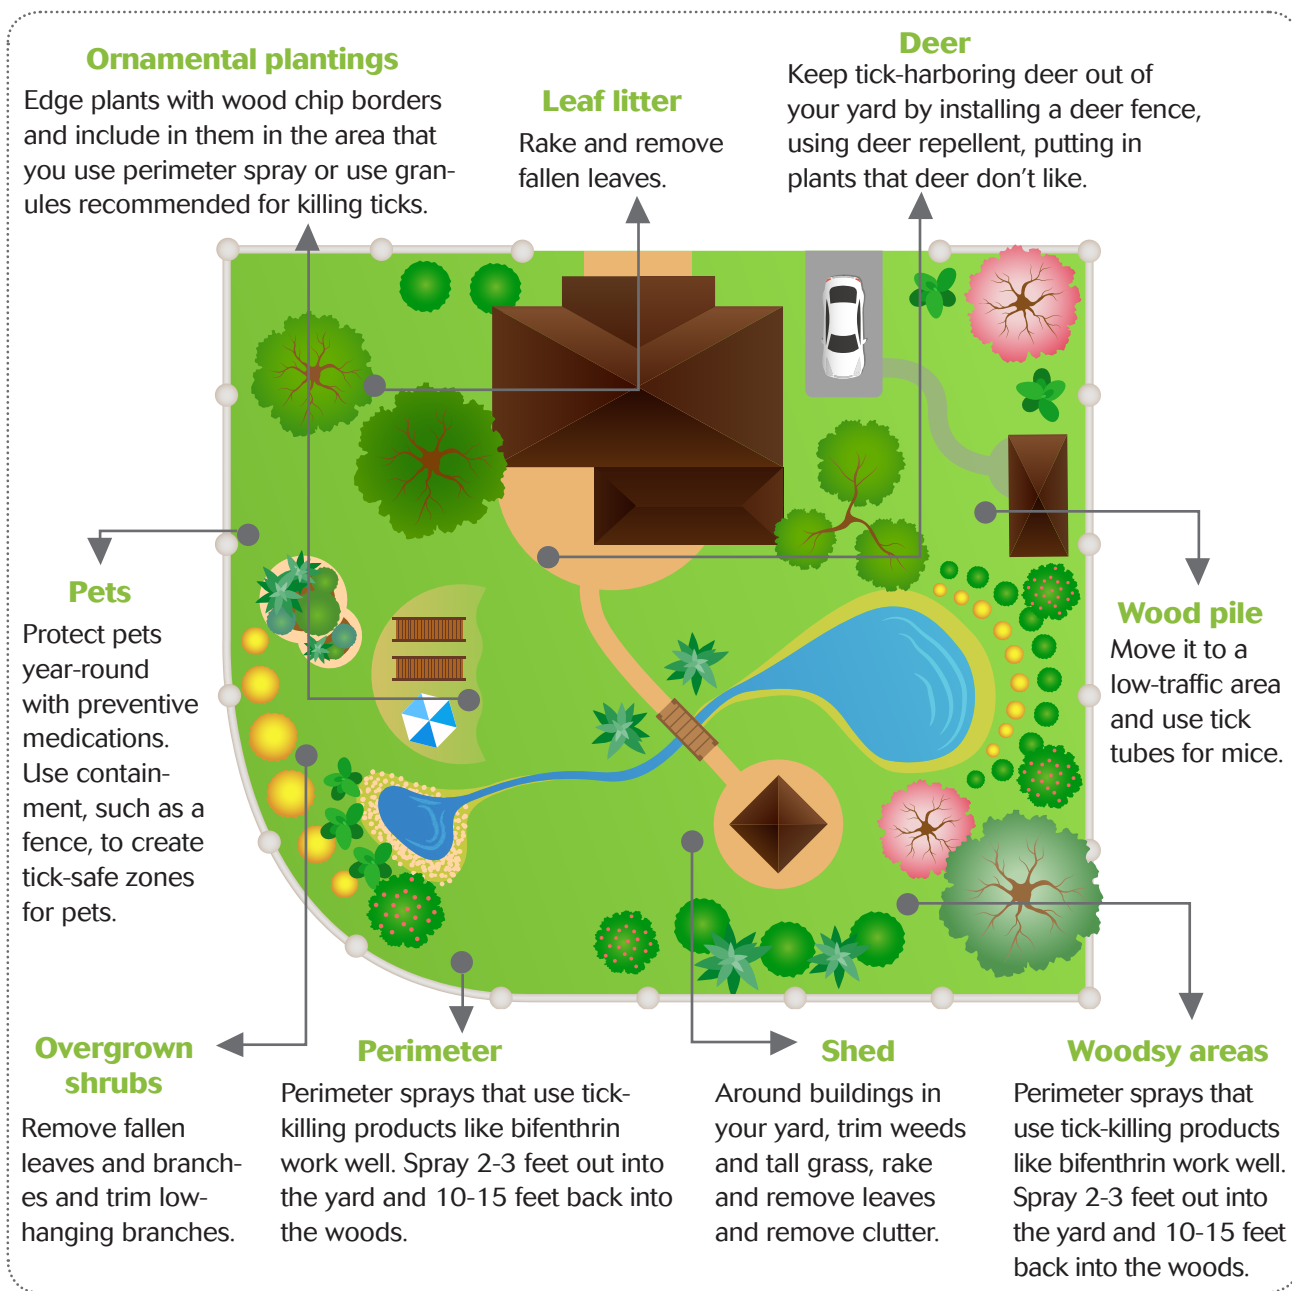 Ornamental plantings
Edge plants with wood chip borders
and include in them in the area that
you use perimeter spray or use gran-
ules recommended for killing ticks.
Leaf litter
Rake and remove
fallen leaves.
Deer
Keep tick-harboring deer out of
your yard by installing a deer fence,
using deer repellent, putting in
plants that deer don’t like.
Pets
Protect pets
year-round
with preventive
medications.
Use contain-
ment, such as a
fence, to create
tick-safe zones
for pets.
Wood pile
Move it to a
low-traffic area
and use tick
tubes for mice.
Overgrown
shrubs
Remove fallen
leaves and branch-
es and trim low-
hanging branches.
Perimeter
Perimeter sprays that use tick-
killing products like bifenthrin
work well. Spray 2-3 feet out into
the yard and 10-15 feet back into
the woods.
Shed
Around buildings in
your yard, trim weeds
and tall grass, rake
and remove leaves
and remove clutter.
Woodsy areas
Perimeter sprays that
use tick-killing products
like bifenthrin work well.
Spray 2-3 feet out into
the yard and 10-15 feet
back into the woods.